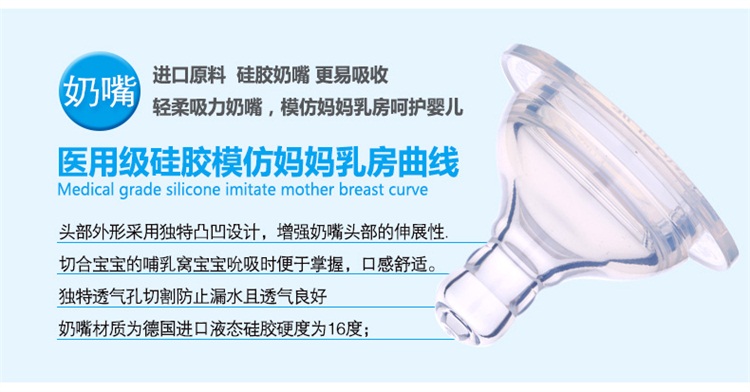 奶嘴
进口原料 硅胶奶嘴 更易吸收
轻柔吸力奶嘴，模仿妈妈乳房呵护婴儿
医用级硅胶模仿妈妈乳房曲线
Medical grade silicone imitate mother breast curve
头部外形采用独特凸凹设计，增强奶嘴头部的伸展性.
切合宝宝的哺乳窝宝宝吮吸时便于掌握，口感舒适。
独特透气孔切割防止漏水且透气良好
奶嘴材质为德国进口液态硅胶硬度为16度；